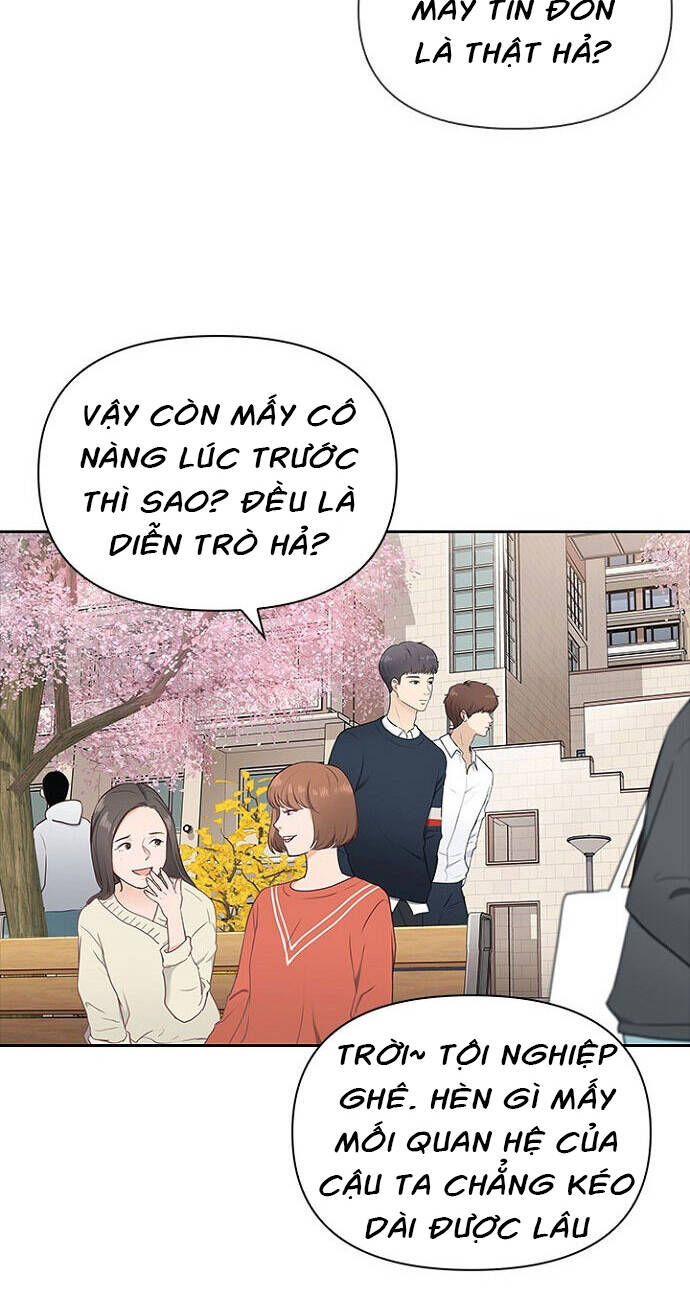 MẤY TIN ĐỒN
LÀ THẬT HẢ?
VẬY CÒN MẤY CÔ
NÀNG LÚC TRƯỚC
THÌ SAO? ĐỀU LÀ
DIỄN TRÒ HẢ?
TRỜI~ TỘI NGHIỆP
GHÊ. HÈN GÌ MẤY
MỐI QUAN HỆ CỦA
CẬU TA CHẲNG KÉO
DÀI ĐƯỢC LÂU